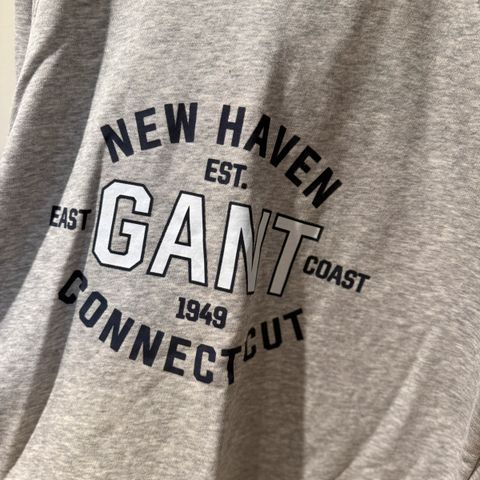 NEW HAVEN
EST.
EAST GANT COAST
1949
CONNECTICUT